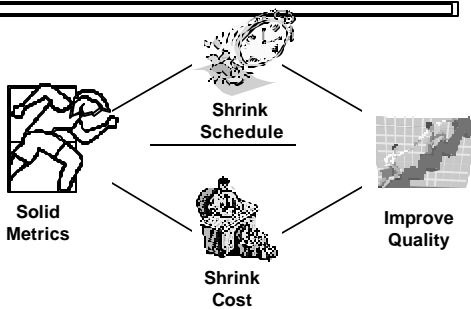 Shrink
Schedule
Solid
Metrics
Improve
Quality
Shrink
Cost